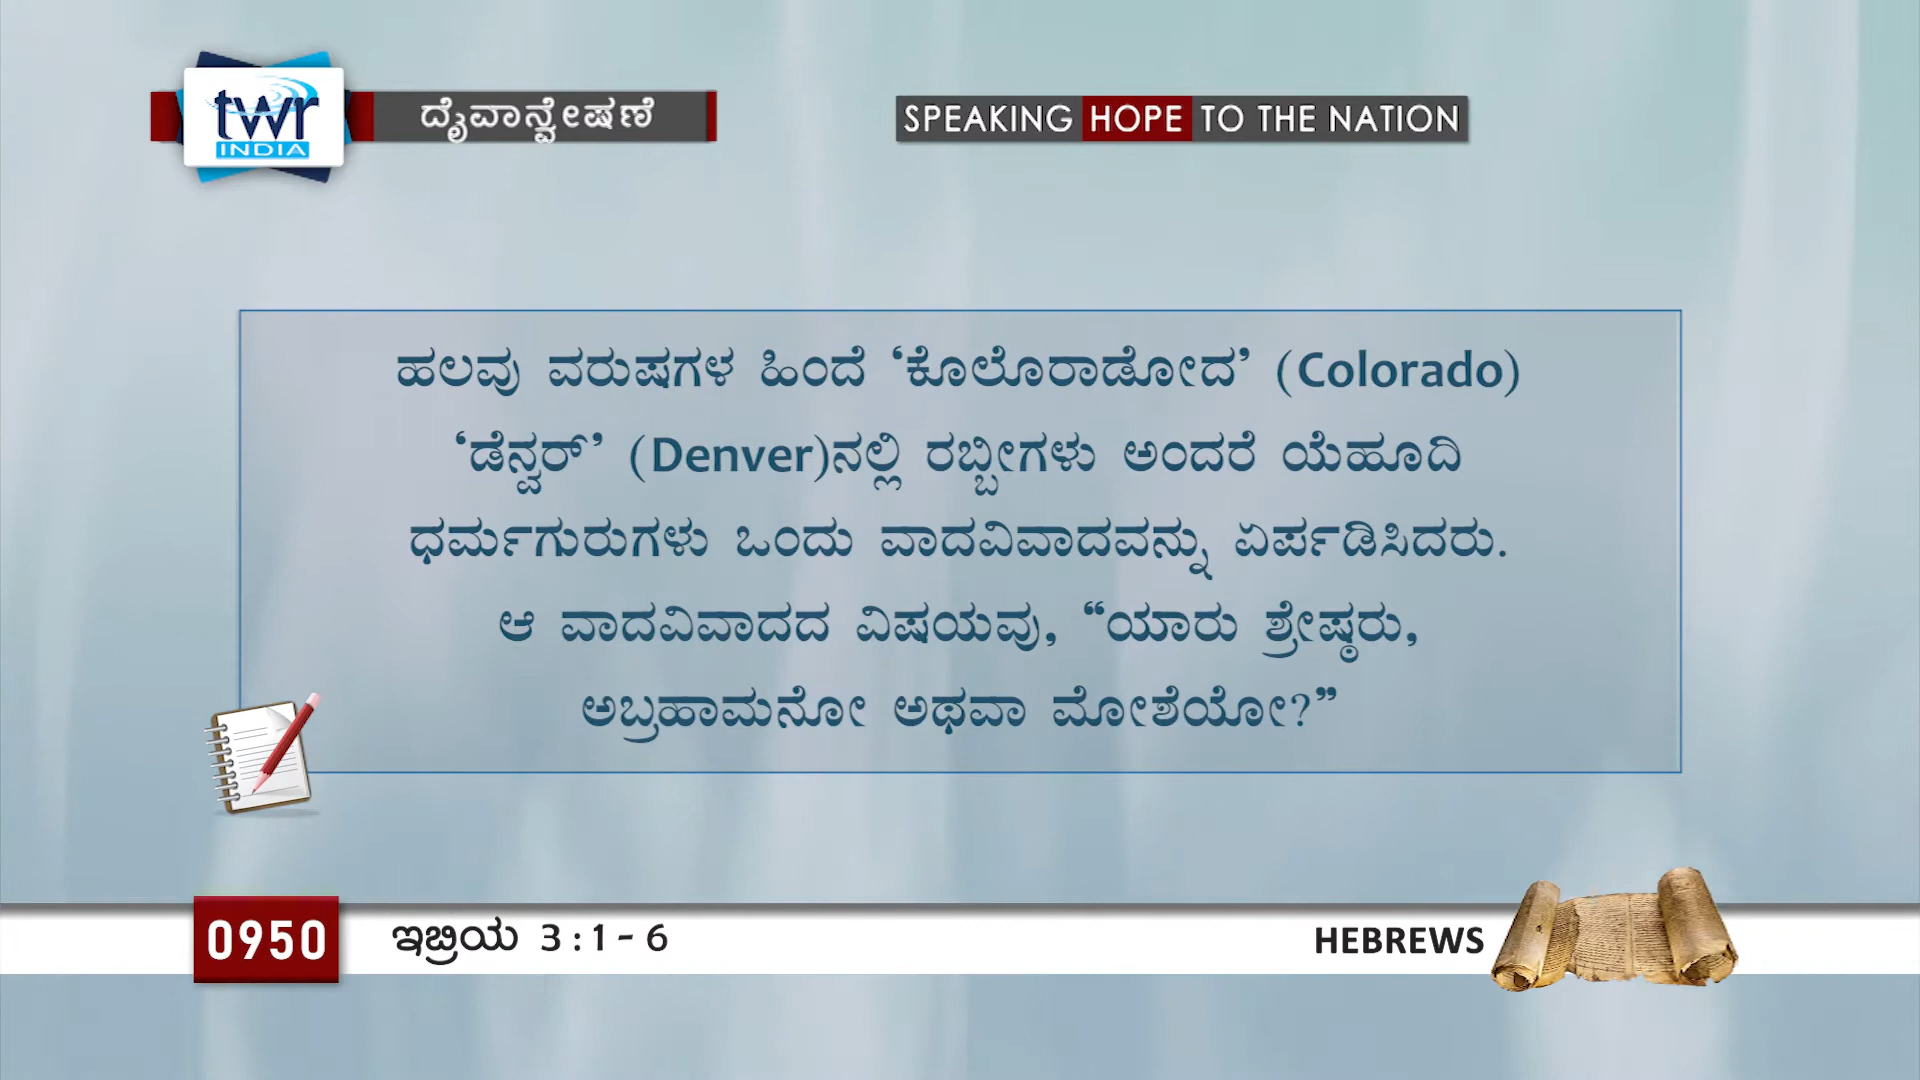 twr
INDIA
ದೈವಾನ್ವೇಷಣೆ
SPEAKING HOPE TO THE NATION
ಹಲವು ವರುಷಗಳ ಹಿಂದೆ ‘ಕೊಲೊರಾಡೋದ’ (Colorado)
‘ಡೆನ್ವರ್’ (Denver)ನಲ್ಲಿ ರಬ್ಬೀಗಳು ಅಂದರೆ ಯೆಹೂದಿ
ಧರ್ಮಗುರುಗಳು ಒಂದು ವಾದವಿವಾದವನ್ನು ಏರ್ಪಡಿಸಿದರು.
ಆ ವಾದವಿವಾದದ ವಿಷಯವು, “ಯಾರು ಶ್ರೇಷ್ಠರು,
ಅಬ್ರಹಾಮನೋ ಅಥವಾ ಮೋಶೆಯೋ?”
0950
ಇಬ್ರಿಯ 3:1-6
HEBREWS